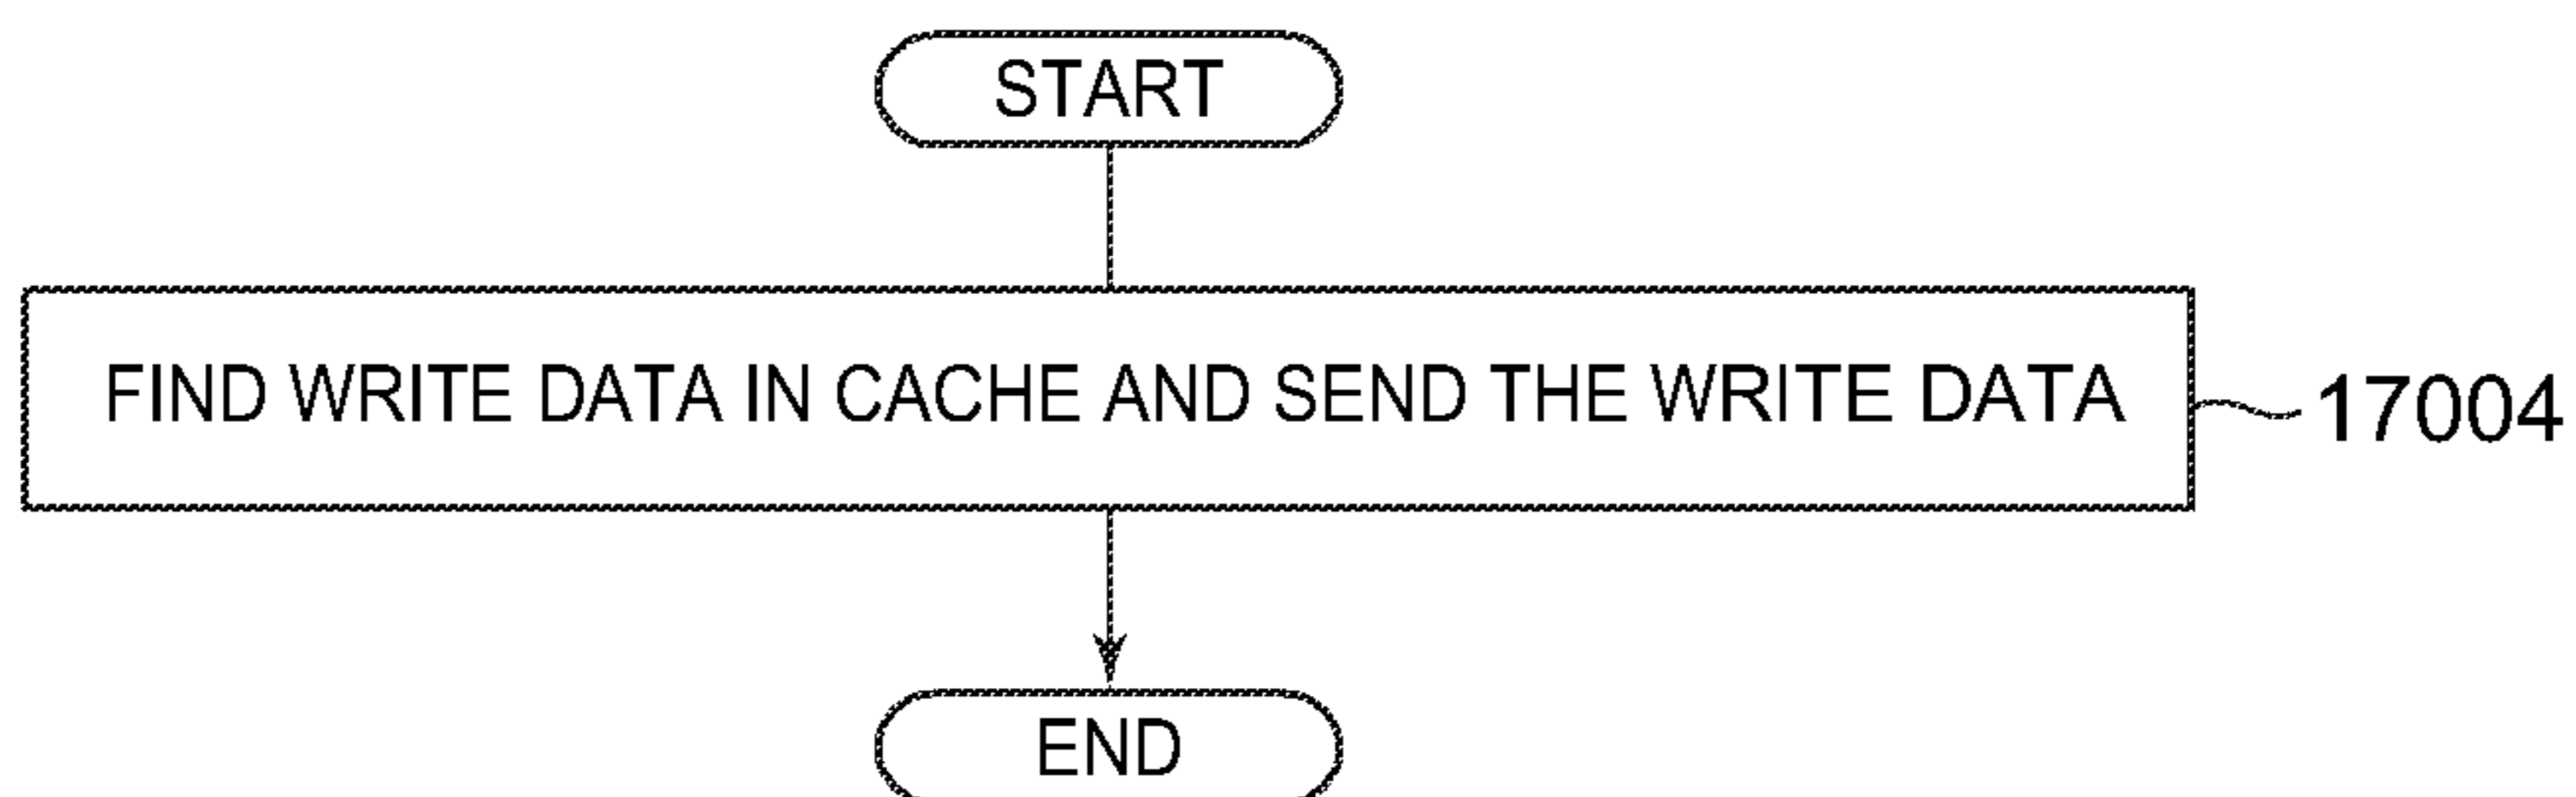 START
FIND WRITE DATA IN CACHE AND SEND THE WRITE DATA
17004
END